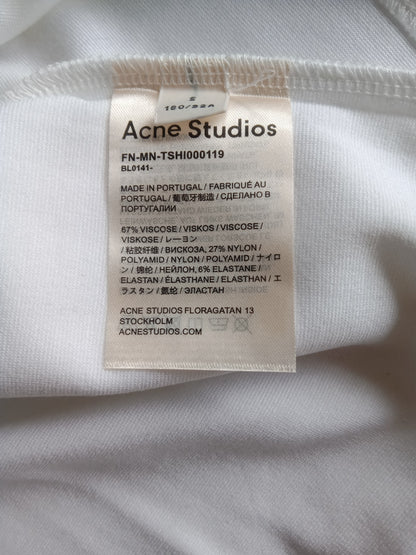 S
180/92A
Acne Studios
FN-MN-TSHI000119
BL0141-
MADE IN PORTUGAL / FABRIQUÉ AU
PORTUGAL / 葡萄牙制造 / СДЕЛАНО В
ПОРТУГАЛИИ
67% VISCOSE / VISKOS / VISCOSE /
VISKOSE / レーヨン
/ 粘胶纤维 / ВИСКОЗА, 27% NYLON /
POLYAMID / NYLON / POLYAMID / ナイロ
ン / 锦纶 / НЕЙЛОН, 6% ELASTANE /
ELASTAN / ÉLASTHANE / ELASTHAN / エ
ラスタン / 氨纶 / ЭЛАСТАН
ACNE STUDIOS FLORAGATAN 13
STOCKHOLM
ACNESTUDIOS.COM